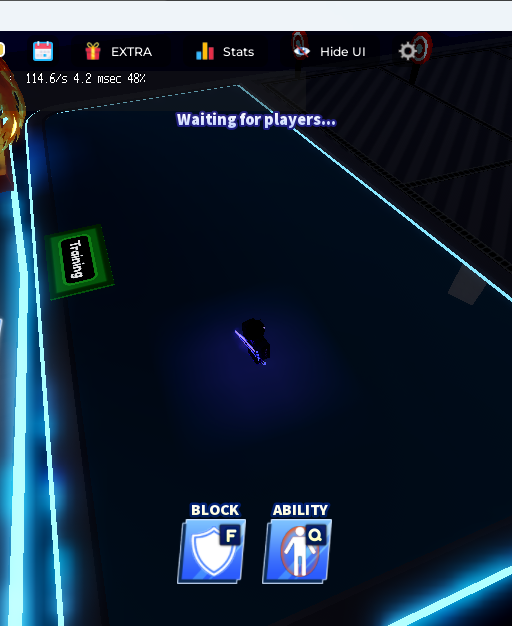 EXTRA
Stats
Hide UI
: 114.6/s 4.2 msec 48%
Waiting for players...
Training
BLOCK
ABILITY
F
Q